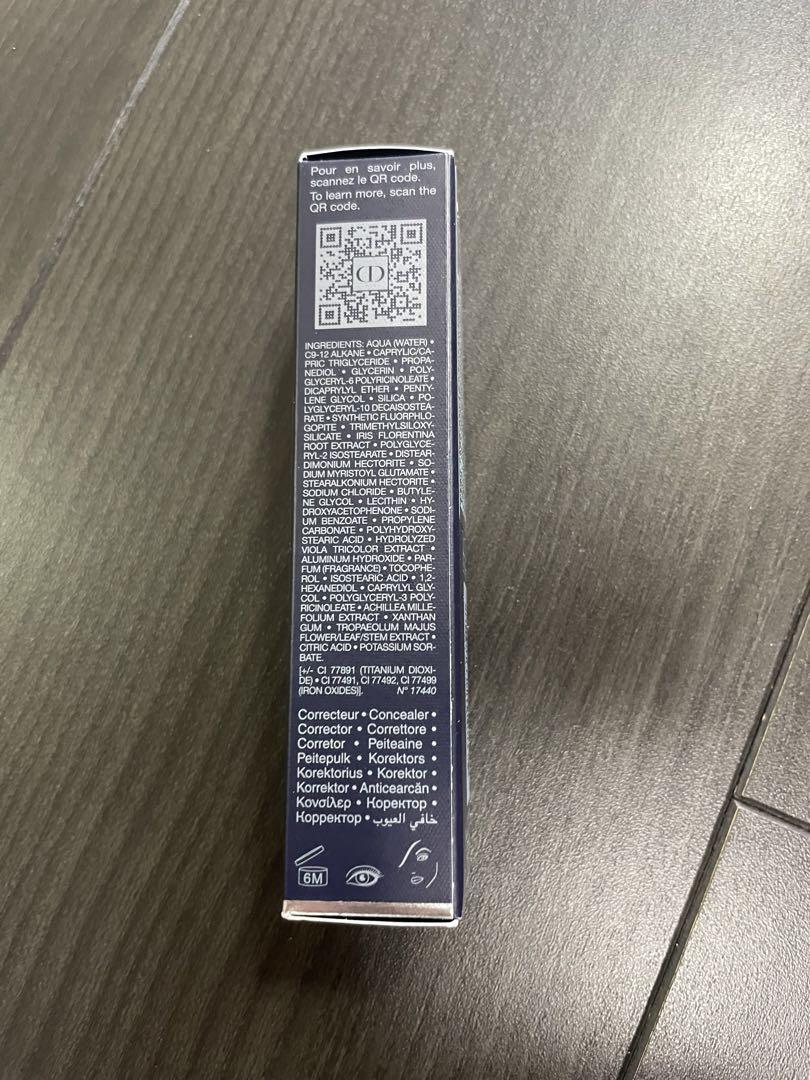 Pour en savoir plus,
scannez le QR code.
To learn more, scan the
QR code.
CD
INGREDIENTS: AQUA (WATER) •
C9-12 ALKANE • CAPRYLIC/CA-
PRIC TRIGLYCERIDE • PROPA-
NEDIOL • GLYCERIN • POLY-
GLYCERYL-6 POLYRICINOLEATE •
DICAPRYLYL ETHER • PENTY-
LENE GLYCOL • SILICA • PO-
LYGLYCERYL-10 DECAISOSTEA-
RATE • SYNTHETIC FLUORPHLO-
GOPITE • TRIMETHYLSILOXY-
SILICATE • IRIS FLORENTINA
ROOT EXTRACT • POLYGLYCE-
RYL-2 ISOSTEARATE • DISTEAR-
DIMONIUM HECTORITE • SO-
DIUM MYRISTOYL GLUTAMATE •
STEARALKONIUM HECTORITE •
SODIUM CHLORIDE • BUTYLE-
NE GLYCOL • LECITHIN • HY-
DROXYACETOPHENONE • SODI-
UM BENZOATE • PROPYLENE
CARBONATE • POLYHYDROXY-
STEARIC ACID • HYDROLYZED
VIOLA TRICOLOR EXTRACT •
ALUMINUM HYDROXIDE • PAR-
FUM (FRAGRANCE) • TOCOPHE-
ROL • ISOSTEARIC ACID • 1,2-
HEXANEDIOL • CAPRYLYL GLY-
COL • POLYGLYCERYL-3 POLY-
RICINOLEATE • ACHILLEA MILLE-
FOLIUM EXTRACT • XANTHAN
GUM • TROPAEOLUM MAJUS
FLOWER/LEAF/STEM EXTRACT •
CITRIC ACID • POTASSIUM SOR-
BATE.
[+/- CI 77891 (TITANIUM DIOXI-
DE) • CI 77491, CI 77492, CI 77499
(IRON OXIDES)]. N° 17440
Correcteur • Concealer •
Corrector • Correttore •
Corretor • Peiteaine •
Peitepulk • Korektors •
Korektorius • Korektor •
Korrektor • Anticearcăn •
Κονσίλερ • Коректор •
Корректор • خافي العيوب
6M